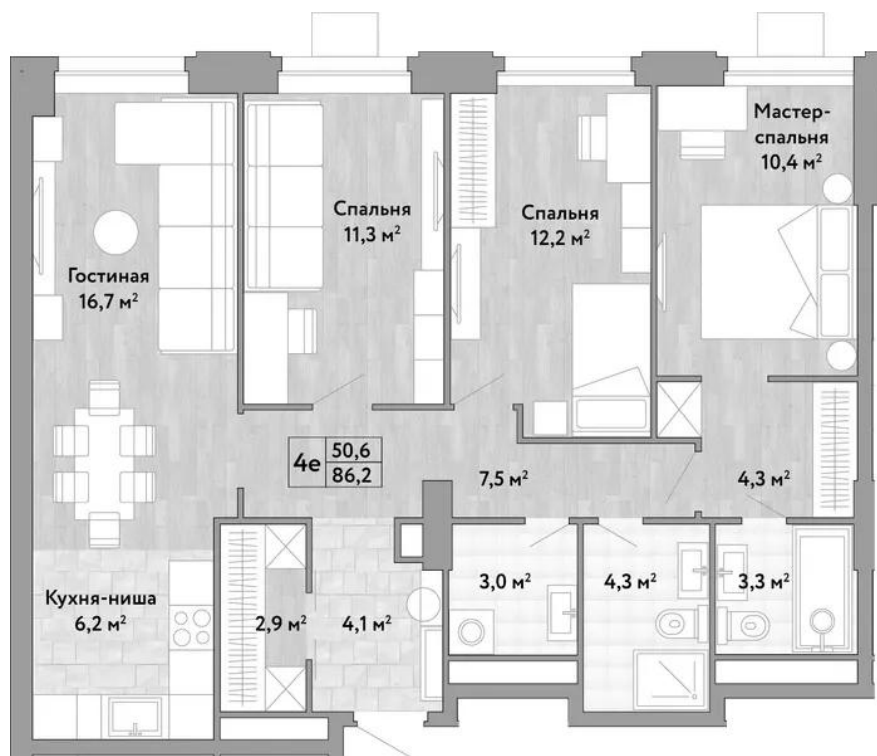 Мастер-
спальня
10,4 м²
Спальня
11,3 м²
Спальня
12,2 м²
Гостиная
16,7 м²
4е
50,6
86,2
7,5 м²
4,3 м²
Кухня-ниша
6,2 м²
2,9 м²
4,1 м²
3,0 м²
4,3 м²
3,3 м²